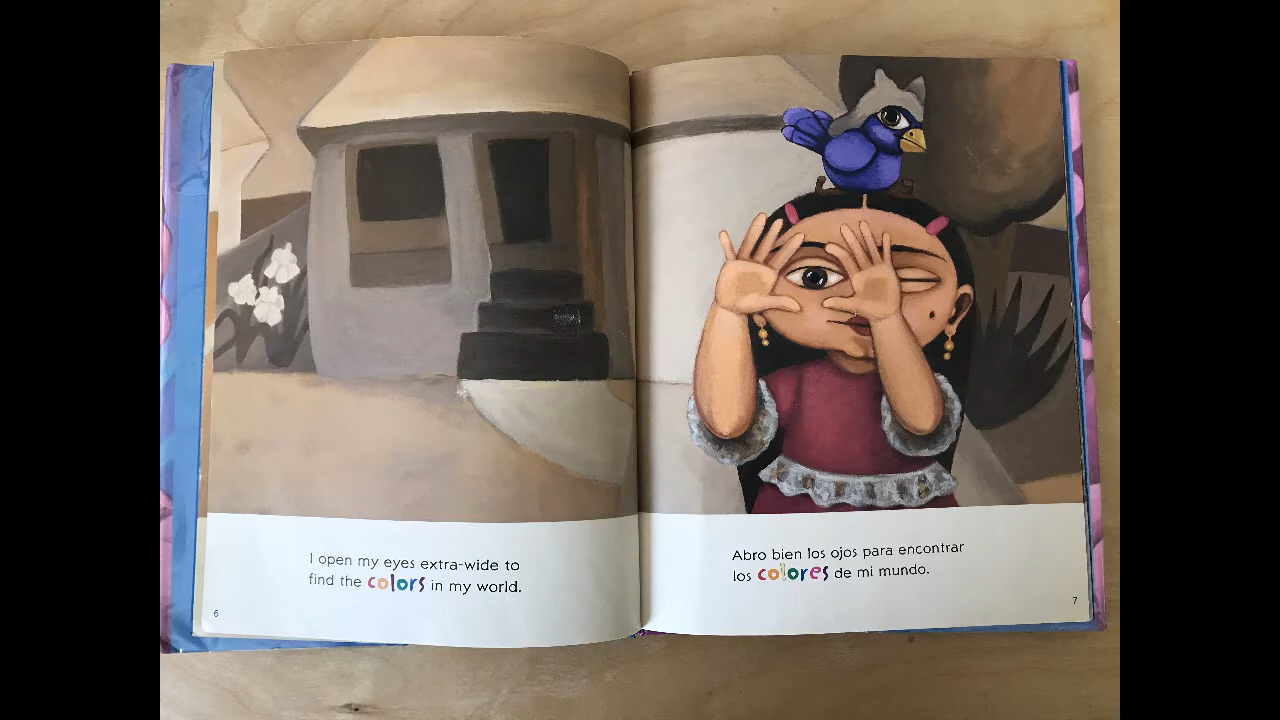 I open my eyes extra-wide to
find the colors in my world.
6
Abro bien los ojos para encontrar
los colores de mi mundo.
7